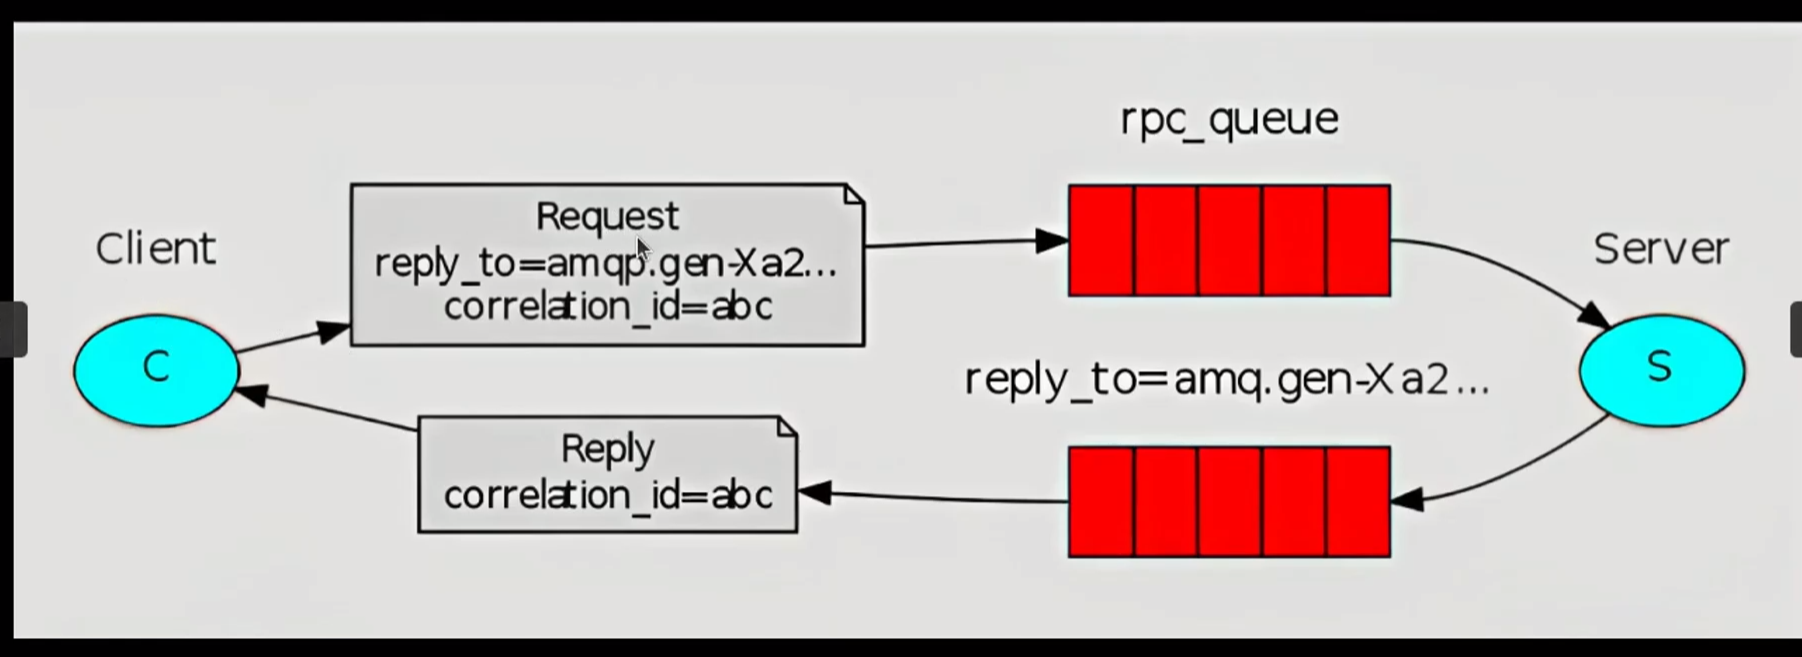 rpc_queue
Client
Request
reply_to=amqp.gen-Xa2...
correlation_id=abc
Server
C
S
reply_to=amq.gen-Xa2...
Reply
correlation_id=abc